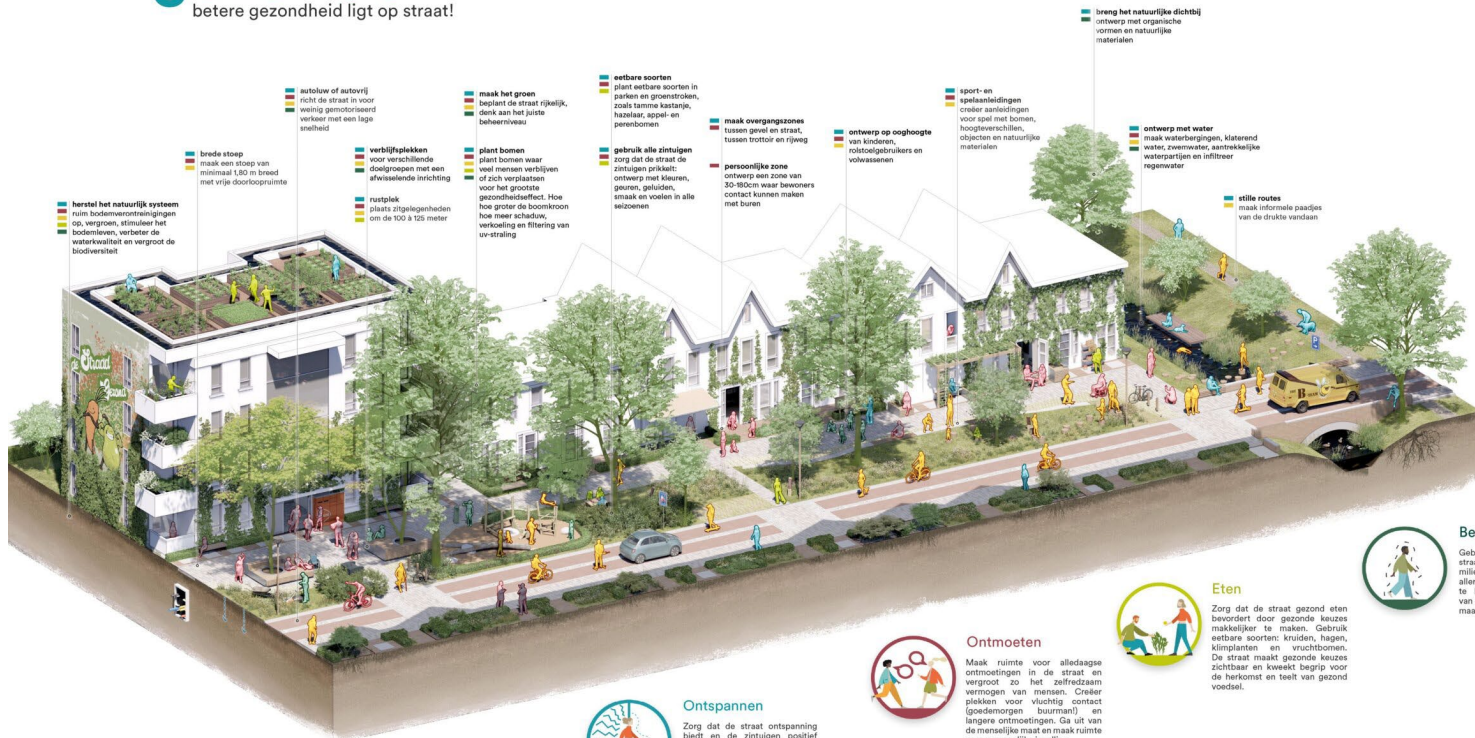 betere gezondheid ligt op straat!
breng het natuurlijke dichtbij
ontwerp met organische
vormen en natuurlijke
materialen
autoluw of autovrij
richt de straat in voor
weinig gemotoriseerd
verkeer met een lage
snelheid
maak het groen
beplant de straat rijkelijk,
denk aan het juiste
beheerniveau
eetbare soorten
plant eetbare soorten in
parken en groenstroken,
zoals tamme kastanje,
hazelaar, appel- en
perenbomen
maak overgangszones
tussen gevel en straat,
tussen trottoir en rijweg
ontwerp op ooghoogte
van kinderen,
rolstoelgebruikers en
volwassenen
sport- en
spelaanleidingen
creëer aanleidingen
voor spel met bomen,
hoogteverschillen,
objecten en natuurlijke
materialen
ontwerp met water
maak waterbergingen, klaterend
water, zwemwater, aantrekkelijke
waterpartijen en infiltreer
regenwater
brede stoep
maak een stoep van
minimaal 1,80 m breed
met vrije doorloopruimte
verblijfsplekken
voor verschillende
doelgroepen met een
afwisselende inrichting
plant bomen
plant bomen waar
veel mensen verblijven
of zich verplaatsen
voor het grootste
gezondheidseffect. Hoe
hoe groter de boomkroon
hoe meer schaduw,
verkoeling en filtering van
uv-straling
gebruik alle zintuigen
zorg dat de straat de
zintuigen prikkelt:
ontwerp met kleuren,
geuren, geluiden,
smaak en voelen in alle
seizoenen
persoonlijke zone
ontwerp een zone van
30-180cm waar bewoners
contact kunnen maken
met buren
stille routes
maak informele paadjes
van de drukte vandaan
herstel het natuurlijk systeem
ruim bodemverontreinigingen
op, vergroen, stimuleer het
bodemleven, verbeter de
waterkwaliteit en vergroot de
biodiversiteit
rustplek
plaats zitgelegenheden
om de 100 à 125 meter
de Straad
P
B
Be
Geb
stra
milie
aller
te
van
maa
Eten
Zorg dat de straat gezond eten
bevordert door gezonde keuzes
makkelijker te maken. Gebruik
eetbare soorten: kruiden, hagen,
klimplanten en vruchtbomen.
De straat maakt gezonde keuzes
zichtbaar en kweekt begrip voor
de herkomst en teelt van gezond
voedsel.
Ontmoeten
Maak ruimte voor alledaagse
ontmoetingen in de straat en
vergroot zo het zelfredzaam
vermogen van mensen. Creëer
plekken voor vluchtig contact
(goedemorgen buurman!) en
langere ontmoetingen. Ga uit van
de menselijke maat en maak ruimte
Ontspannen
Zorg dat de straat ontspanning
biedt en de zintuigen positief